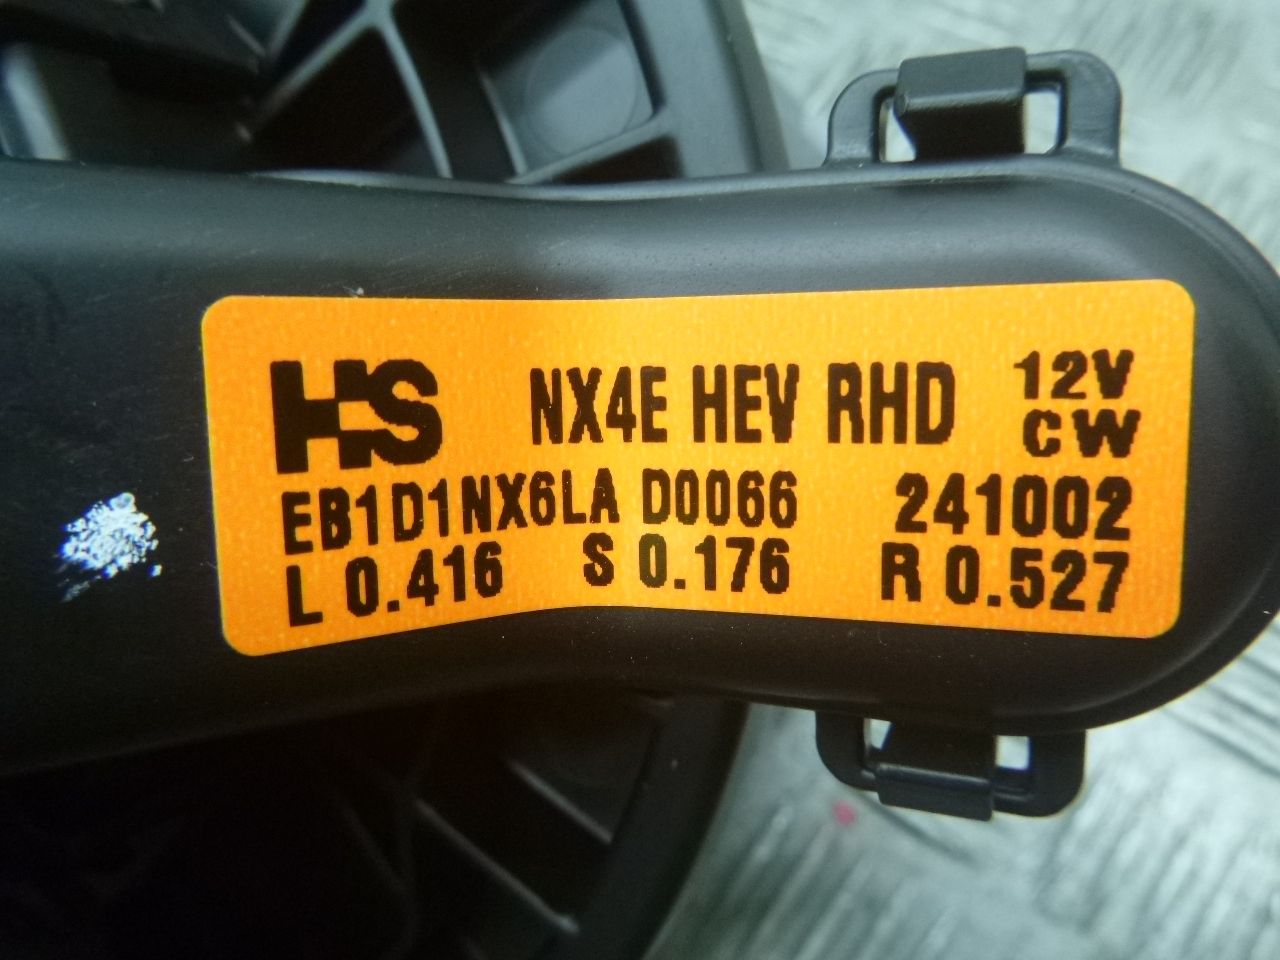 HS NX4E HEV RHD 12V
CW
EB1D1NX6LA D0066 241002
L 0.416 S 0.176 R 0.527